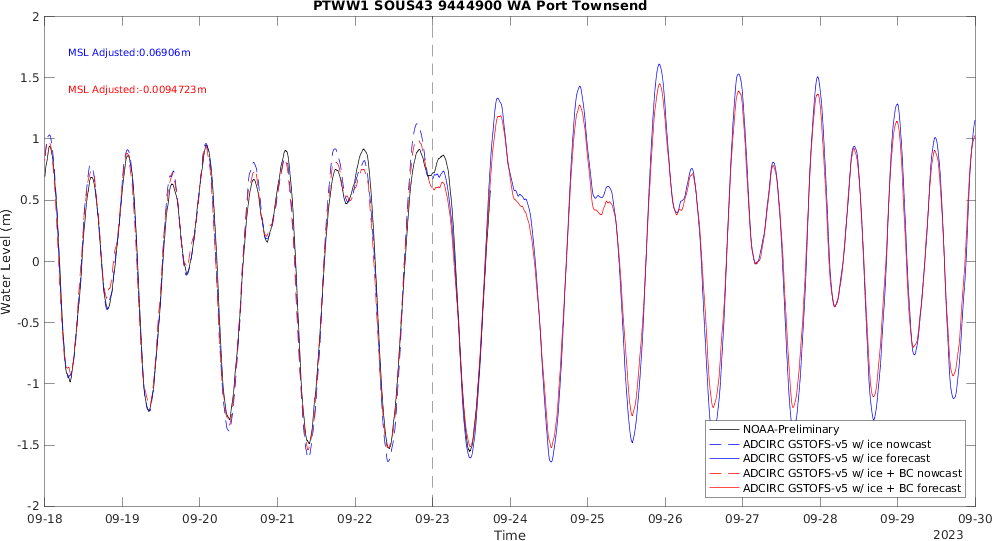 PTWW1 SOUS43 9444900 WA Port Townsend
MSL Adjusted:0.06906m
MSL Adjusted:-0.0094723m
Water Level (m)
2
1.5
1
0.5
0
-0.5
-1
-1.5
-2
NOAA-Preliminary
ADCIRC GSTOFS-v5 w/ ice nowcast
ADCIRC GSTOFS-v5 w/ ice forecast
ADCIRC GSTOFS-v5 w/ ice + BC nowcast
ADCIRC GSTOFS-v5 w/ ice + BC forecast
09-18 09-19 09-20 09-21 09-22 09-23 09-24 09-25 09-26 09-27 09-28 09-29 09-30
Time
2023